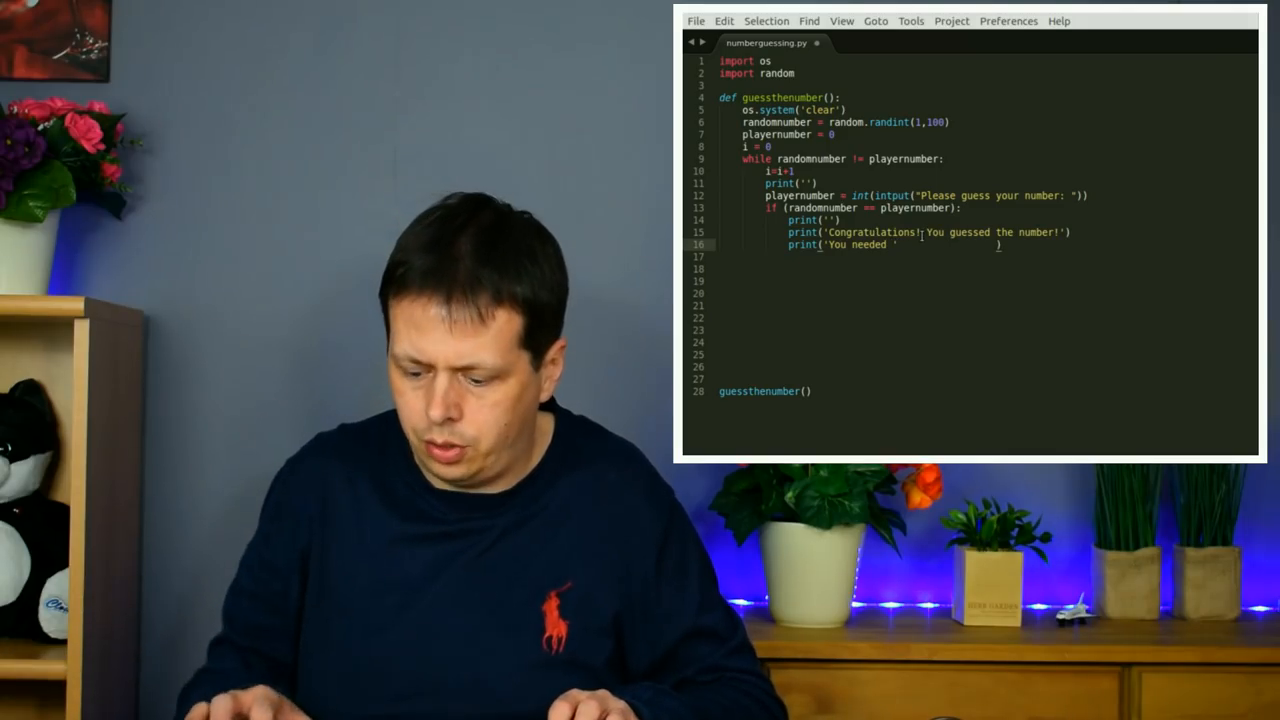 File Edit Selection Find View Goto Tools Project Preferences Help
numberguessing.py
1 import os
2 import random
3
4 def guessthenumber():
5 os.system('clear')
6 randomnumber = random.randint(1,100)
7 playernumber = 0
8 i = 0
9 while randomnumber != playernumber:
10 i=i+1
11 print('')
12 playernumber = int(intput("Please guess your number: "))
13 if (randomnumber == playernumber):
14 print('')
15 print('Congratulations! You guessed the number!')
16 print('You needed ' )
17
18
19
20
21
22
23
24
25
26
27
28 guessthenumber()
HERB GARDEN